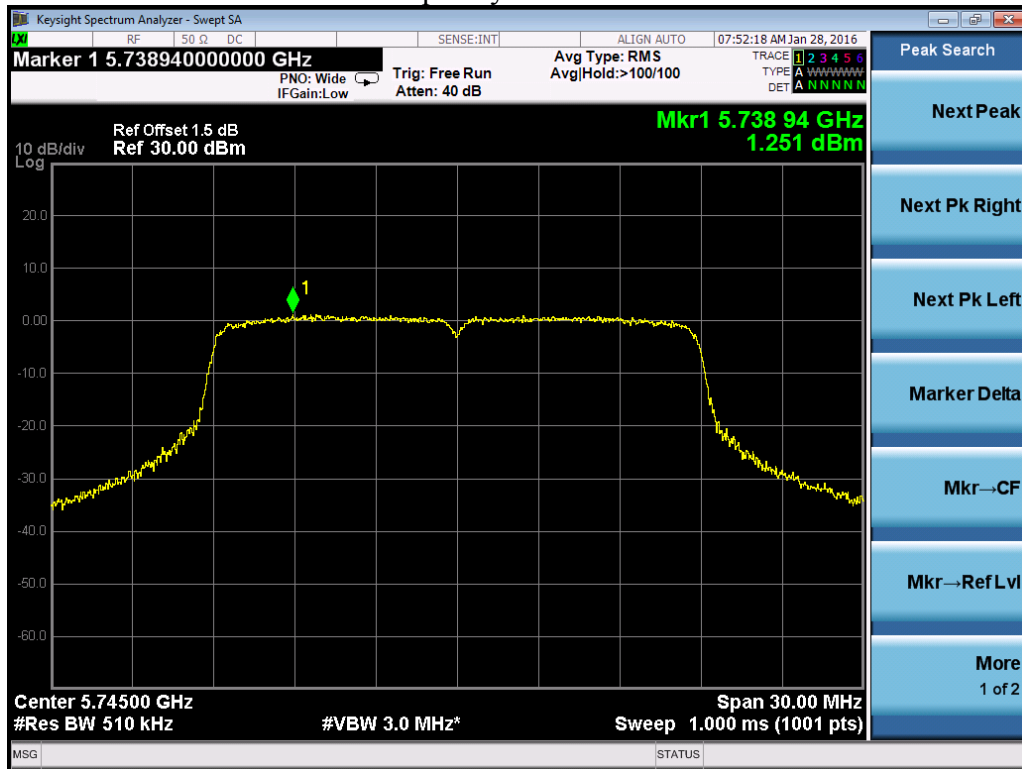 Keysight Spectrum Analyzer - Swept SA
LXI RF 50 Ω DC SENSE:INT ALIGN AUTO 07:52:18 AM Jan 28, 2016
Marker 1 5.738940000000 GHz
PNO: Wide
IFGain:Low
Trig: Free Run
Atten: 40 dB
Avg Type: RMS
Avg|Hold:>100/100
TRACE 1 2 3 4 5 6
TYPE A WWWWW
DET A N N N N N
Mkr1 5.738 94 GHz
1.251 dBm
Ref Offset 1.5 dB
10 dB/div Ref 30.00 dBm
Log
20.0
10.0
1
0.00
-10.0
-20.0
-30.0
-40.0
-50.0
-60.0
Center 5.74500 GHz Span 30.00 MHz
#Res BW 510 kHz #VBW 3.0 MHz* Sweep 1.000 ms (1001 pts)
MSG STATUS
Peak Search
Next Peak
Next Pk Right
Next Pk Left
Marker Delta
Mkr→CF
Mkr→Ref Lvl
More
1 of 2